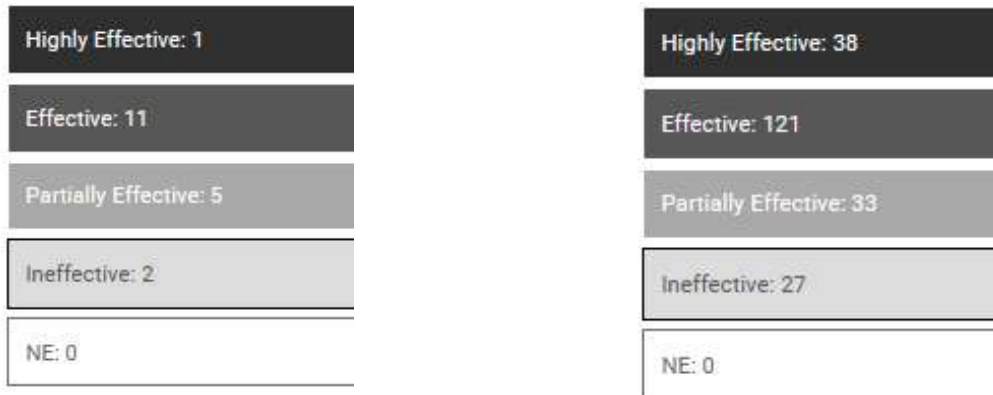 Highly Effective: 1
Effective: 11
Partially Effective: 5
Ineffective: 2
NE: 0
Highly Effective: 38
Effective: 121
Partially Effective: 33
Ineffective: 27
NE: 0